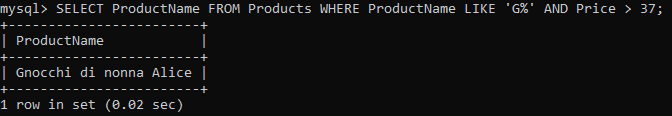 mysql> SELECT ProductName FROM Products WHERE ProductName LIKE 'G%' AND Price > 37;
+------------------------+
| ProductName            |
+------------------------+
| Gnocchi di nonna Alice |
+------------------------+
1 row in set (0.02 sec)